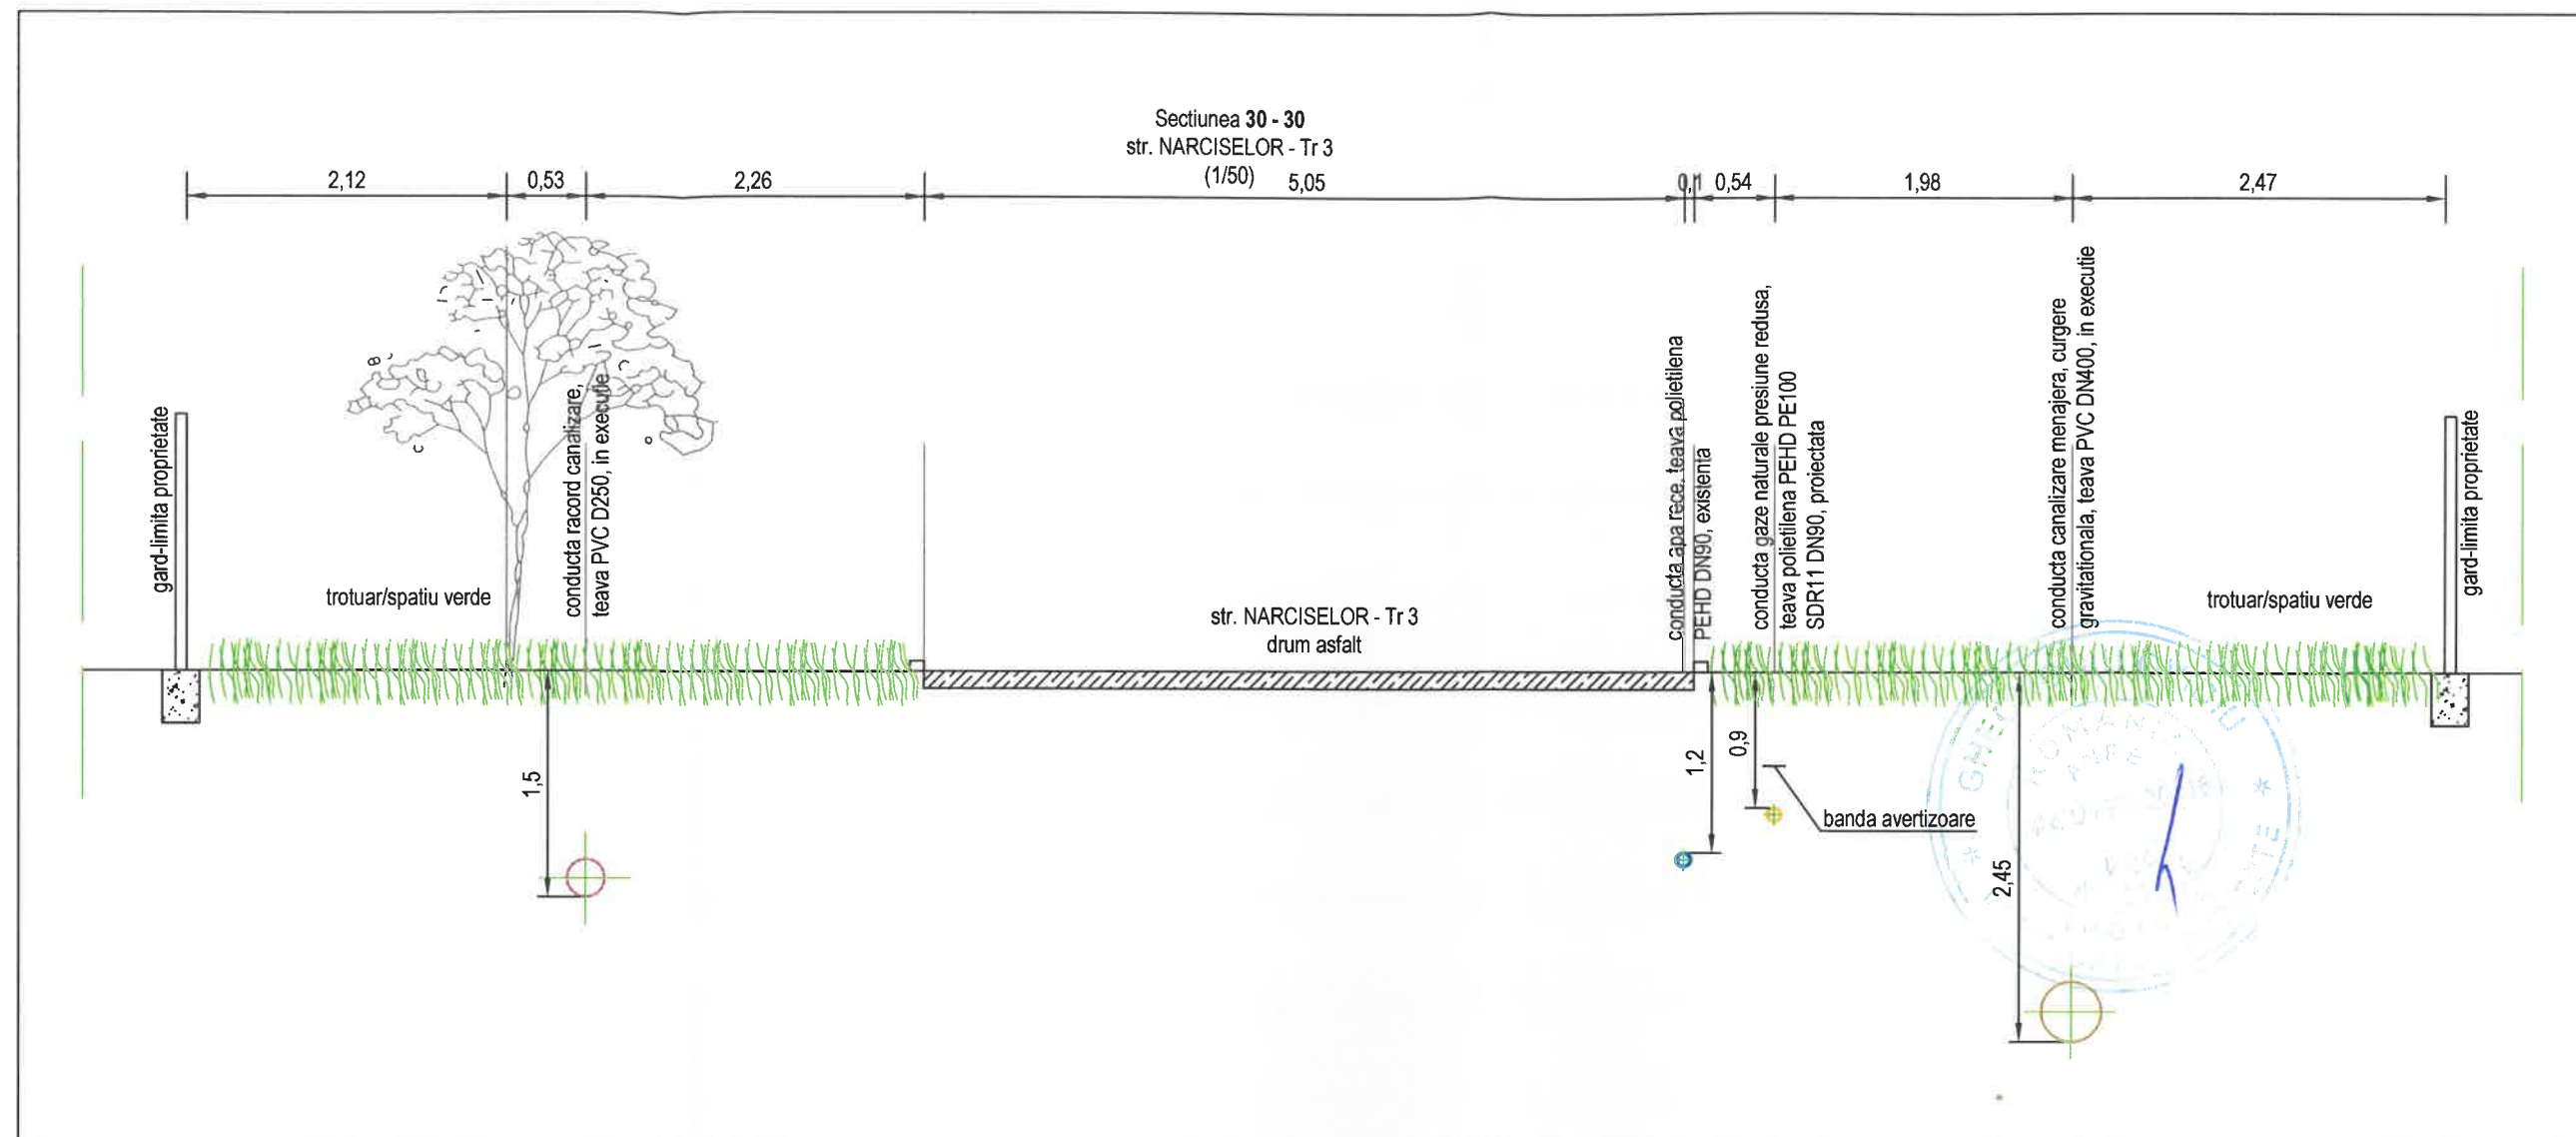 Sectiunea 30 - 30
str. NARCISELOR - Tr 3
(1/50)
2,12
0,53
2,26
5,05
0,1
0,54
1,98
2,47
gard-limita proprietate
trotuar/spatiu verde
conducta racord canalizare,
teava PVC D250, in executie
str. NARCISELOR - Tr 3
drum asfalt
conducta apa rece, teava polietilena
PEHD DN90, existenta
conducta gaze naturale presiune redusa,
teava polietilena PEHD PE100
SDR11 DN90, proiectata
conducta canalizare menajera, curgere
gravitationala, teava PVC DN400, in executie
trotuar/spatiu verde
gard-limita proprietate
1,5
1,2
0,9
banda avertizoare
2,45
ROMANIA